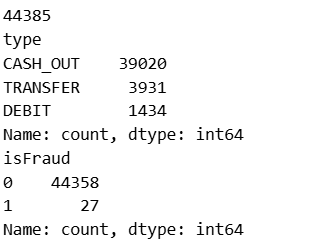 44385
type
CASH_OUT    39020
TRANSFER     3931
DEBIT        1434
Name: count, dtype: int64
isFraud
0    44358
1       27
Name: count, dtype: int64